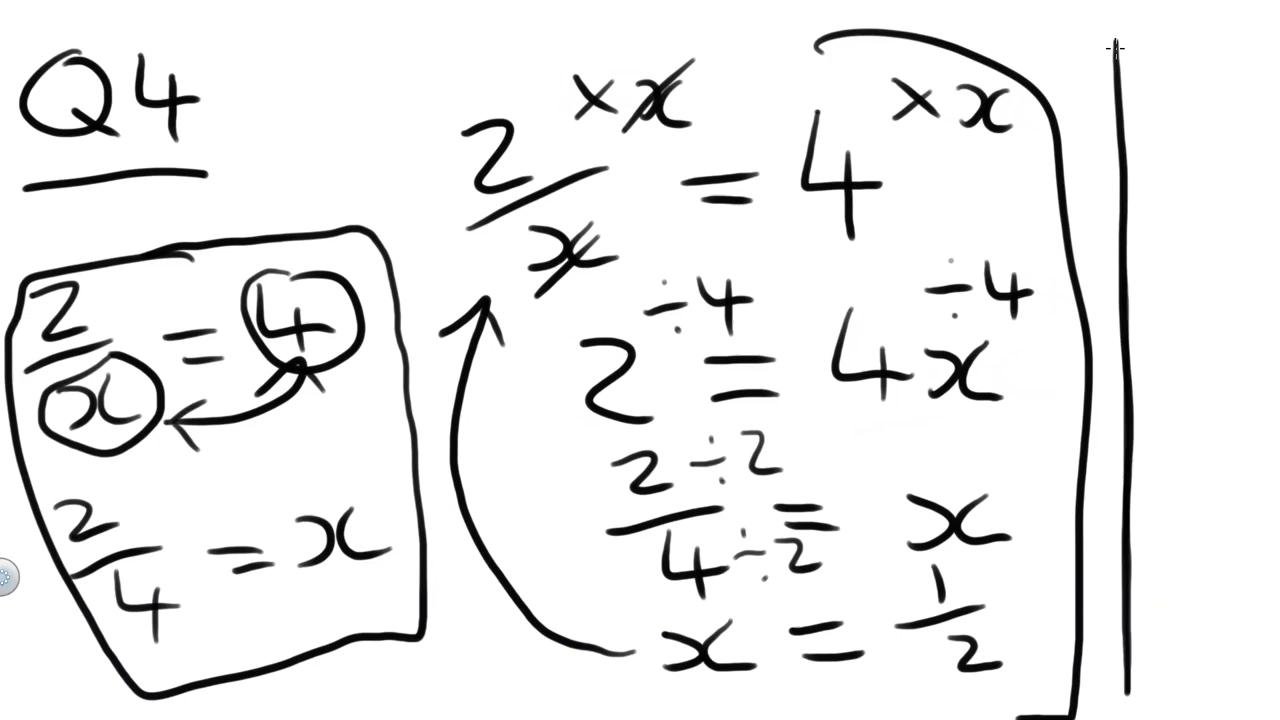 Q4
2/x = 4
2/4 = x
×x ×x
2/x = 4
÷4 ÷4
2 = 4x
2÷2/4÷2 = x
x = 1/2